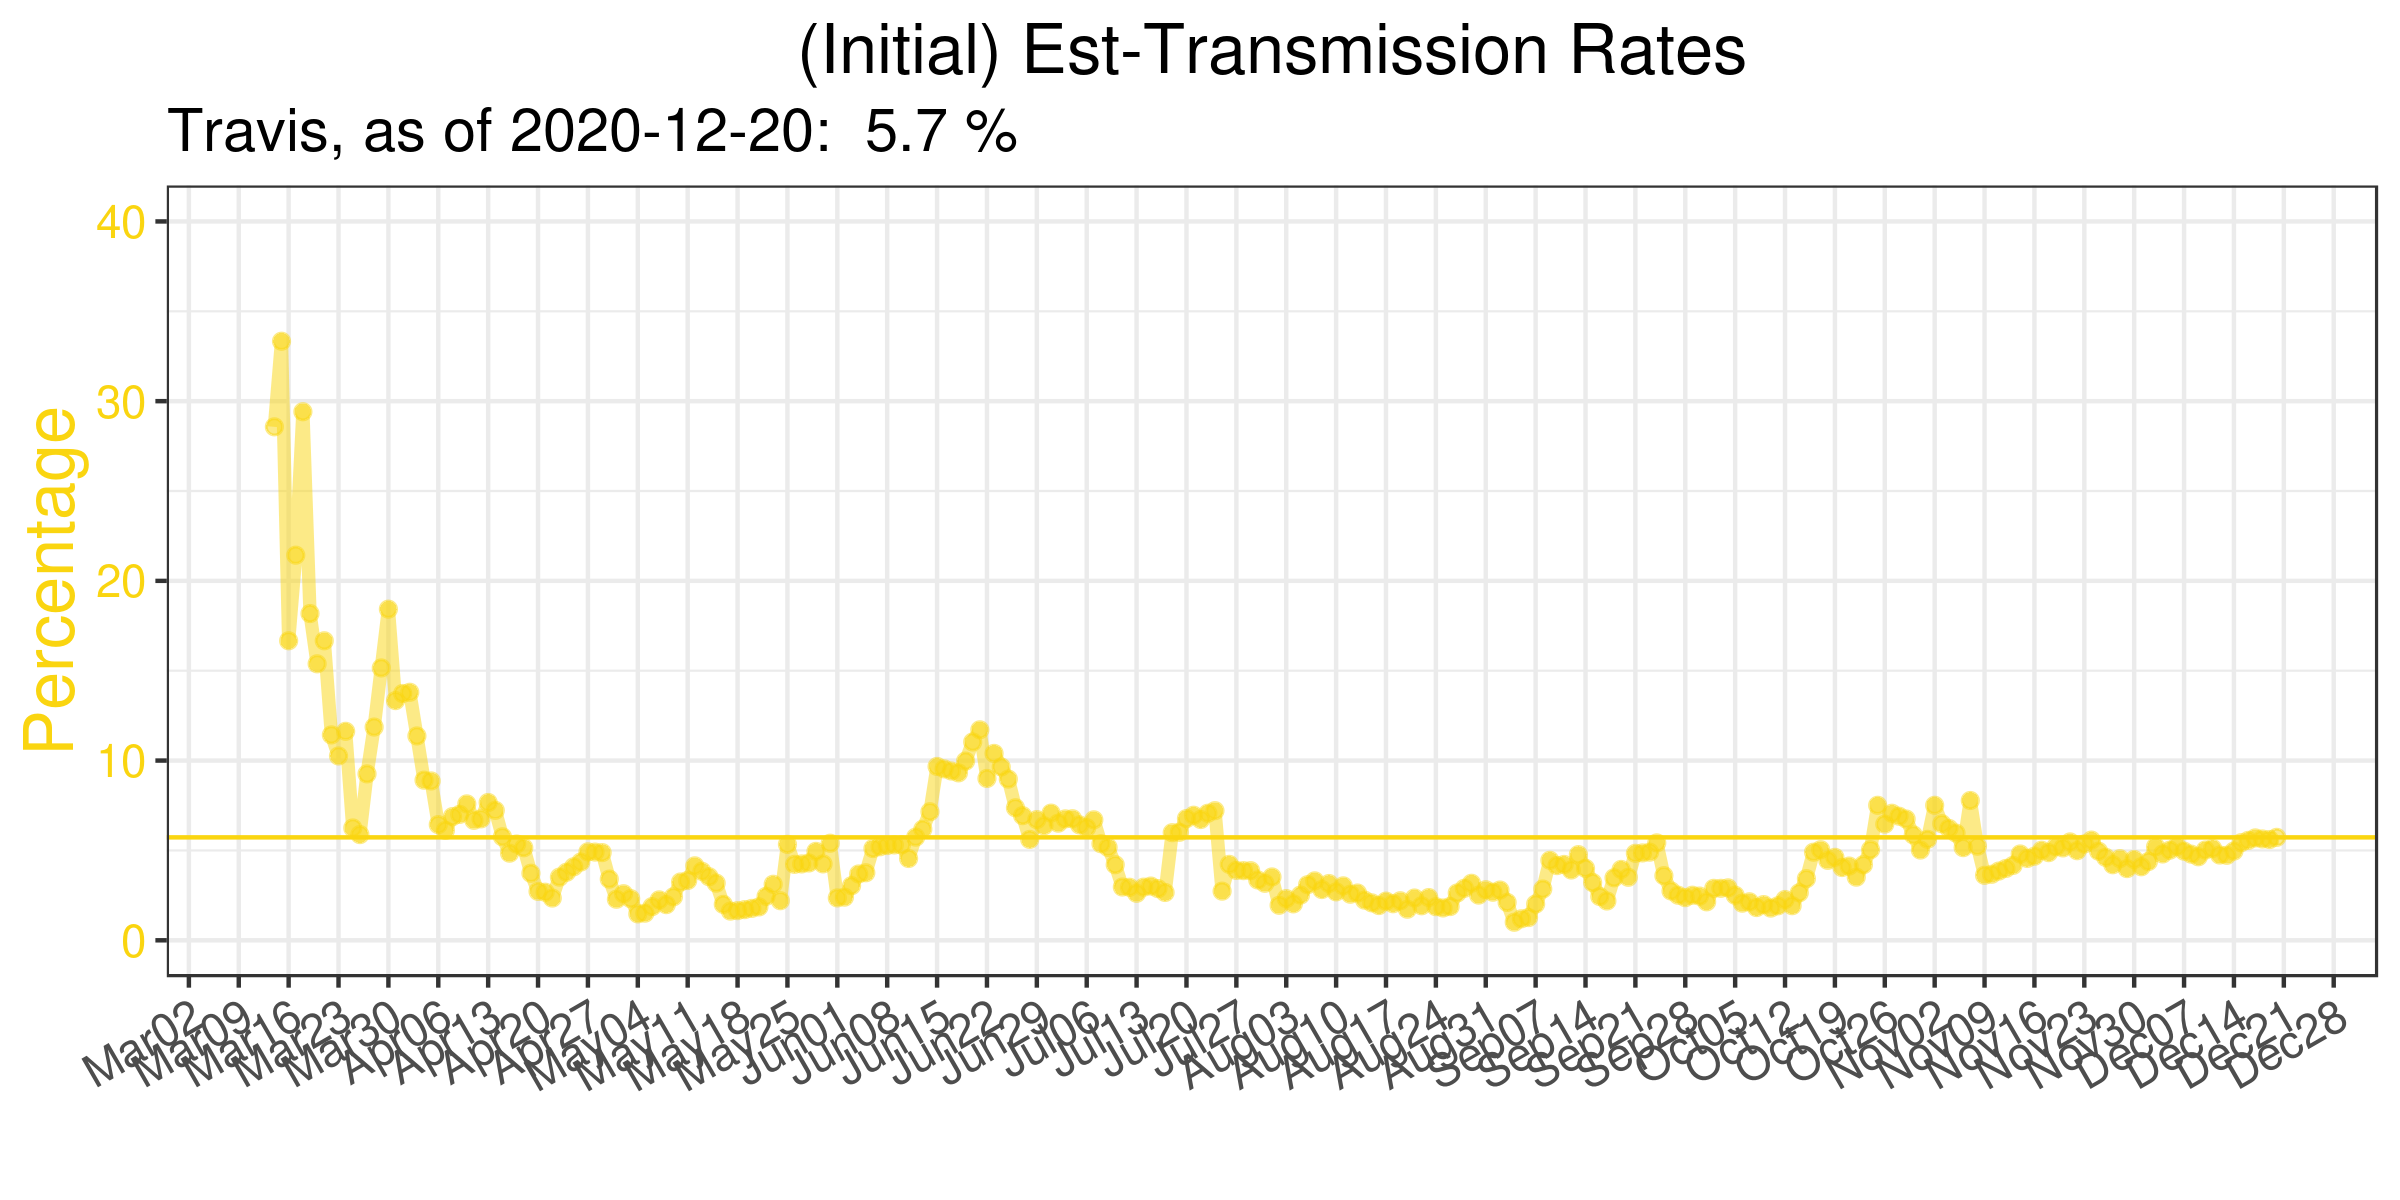 (Initial) Est-Transmission Rates
Travis, as of 2020-12-20:  5.7 %
Percentage
40
30
20
10
0
Mar02
Mar09
Mar16
Mar23
Mar30
Apr06
Apr13
Apr20
Apr27
May04
May11
May18
May25
Jun01
Jun08
Jun15
Jun22
Jun29
Jul06
Jul13
Jul20
Jul27
Aug03
Aug10
Aug17
Aug24
Aug31
Sep07
Sep14
Sep21
Sep28
Oct05
Oct12
Oct19
Oct26
Nov02
Nov09
Nov16
Nov23
Nov30
Dec07
Dec14
Dec21
Dec28